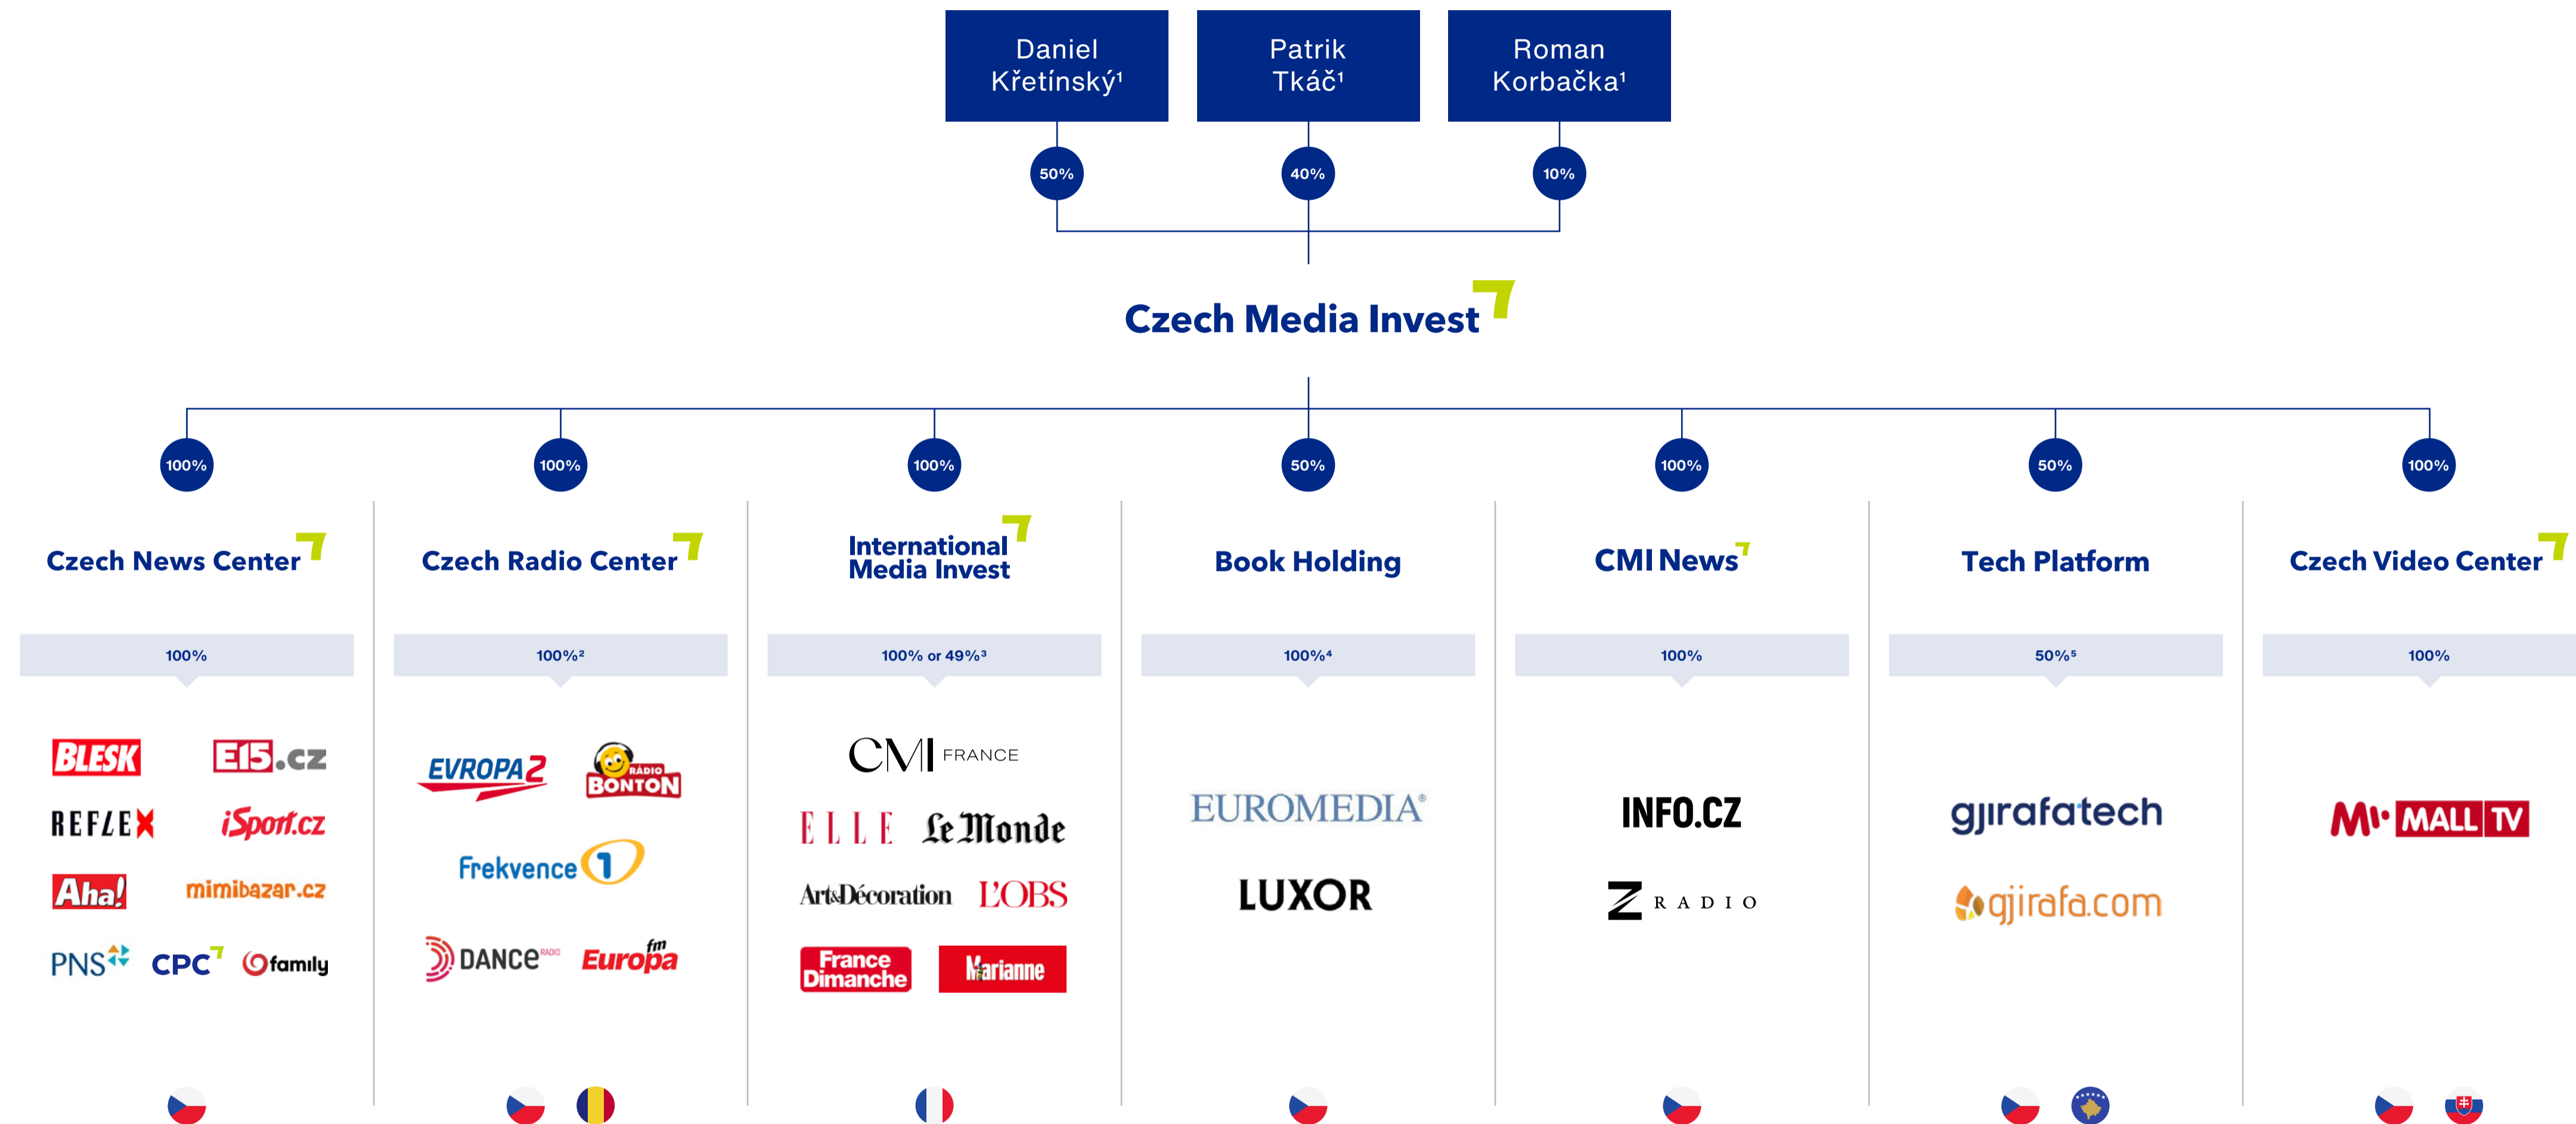 Daniel
Křetínský¹
Patrik
Tkáč¹
Roman
Korbačka¹
50%
40%
10%
Czech Media Invest
100%
100%
100%
50%
100%
50%
100%
Czech News Center
Czech Radio Center
International
Media Invest
Book Holding
CMI News
Tech Platform
Czech Video Center
100%
100%²
100% or 49%³
100%⁴
100%
50%⁵
100%
BLESK
E15.cz
REFLEX
iSport.cz
Aha!
mimibazar.cz
PNS
CPC
family
EVROPA 2
RÁDIO
BONTON
Frekvence 1
DANCE RADIO
Europa fm
CMI FRANCE
ELLE
Le Monde
Art&Décoration
L'OBS
France
Dimanche
Marianne
EUROMEDIA®
LUXOR
INFO.CZ
Z RADIO
gjirafatech
gjirafa.com
MALL TV